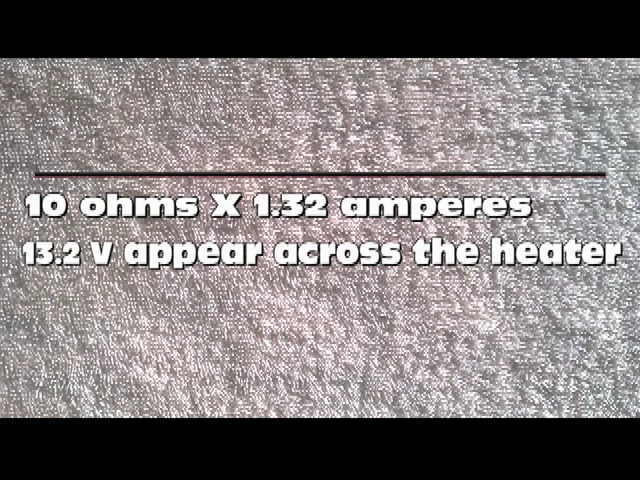 10 ohms X 1.32 amperes
13.2 V appear across the heater